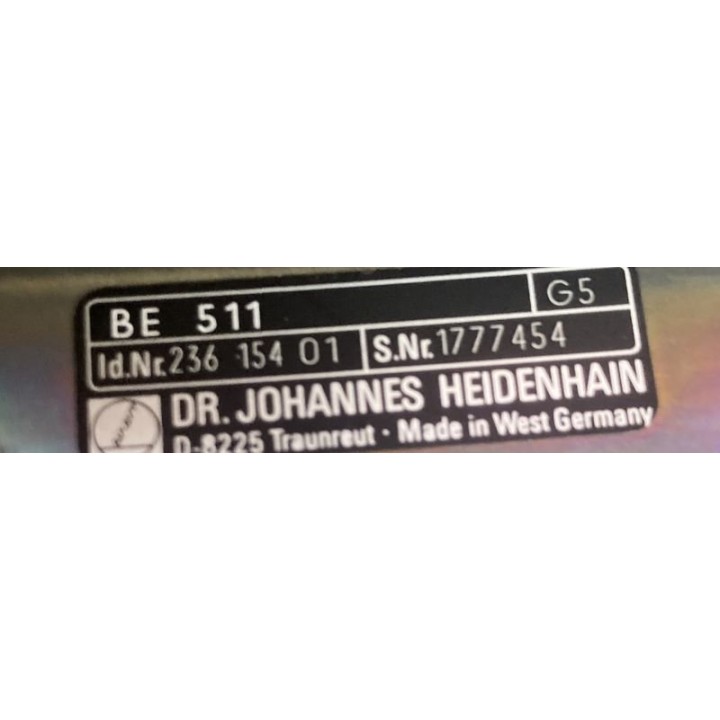 BE 511 G5
Id.Nr. 236 154 01 S.Nr. 1777454
DR. JOHANNES HEIDENHAIN
D-8225 Traunreut · Made in West Germany